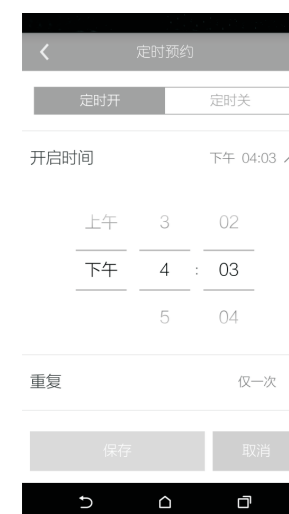 定时预约
定时开 定时关
开启时间 下午 04:03
上午 3 02
下午 4 : 03
5 04
重复 仅一次
保存 取消